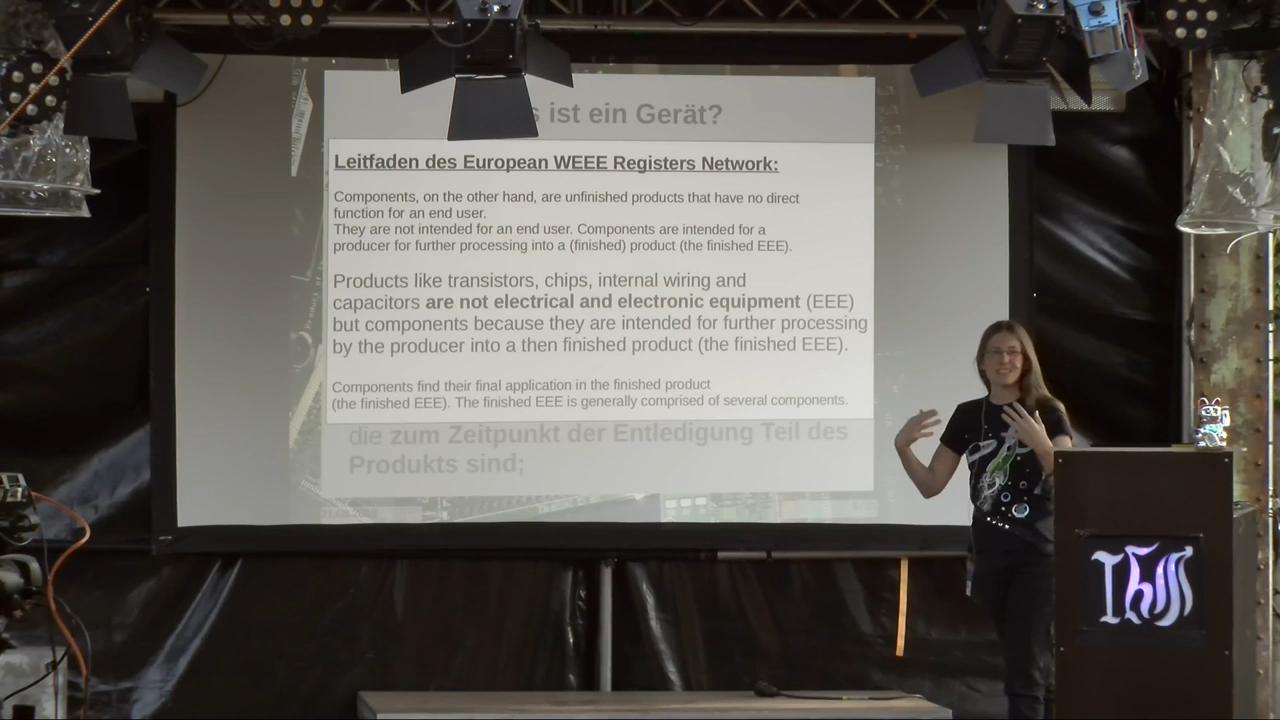 ist ein Gerät?
Leitfaden des European WEEE Registers Network:
Components, on the other hand, are unfinished products that have no direct
function for an end user.
They are not intended for an end user. Components are intended for a
producer for further processing into a (finished) product (the finished EEE).
Products like transistors, chips, internal wiring and
capacitors are not electrical and electronic equipment (EEE)
but components because they are intended for further processing
by the producer into a then finished product (the finished EEE).
Components find their final application in the finished product
(the finished EEE). The finished EEE is generally comprised of several components.
die zum Zeitpunkt der Entledigung Teil des
Produkts sind;